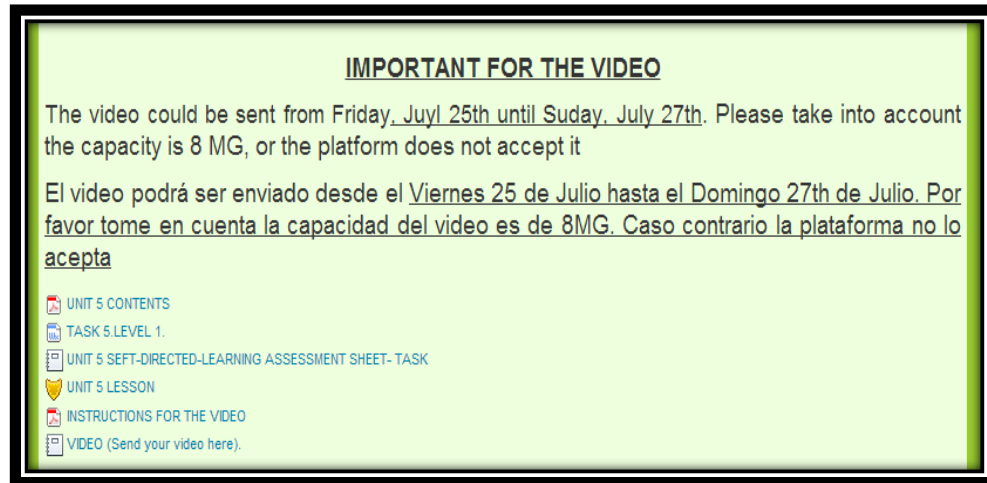 IMPORTANT FOR THE VIDEO
The video could be sent from Friday, Juyl 25th until Suday, July 27th. Please take into account
the capacity is 8 MG, or the platform does not accept it
El video podrá ser enviado desde el Viernes 25 de Julio hasta el Domingo 27th de Julio. Por
favor tome en cuenta la capacidad del video es de 8MG. Caso contrario la plataforma no lo
acepta
UNIT 5 CONTENTS
TASK 5.LEVEL 1.
UNIT 5 SEFT-DIRECTED-LEARNING ASSESSMENT SHEET- TASK
UNIT 5 LESSON
INSTRUCTIONS FOR THE VIDEO
VIDEO (Send your video here).